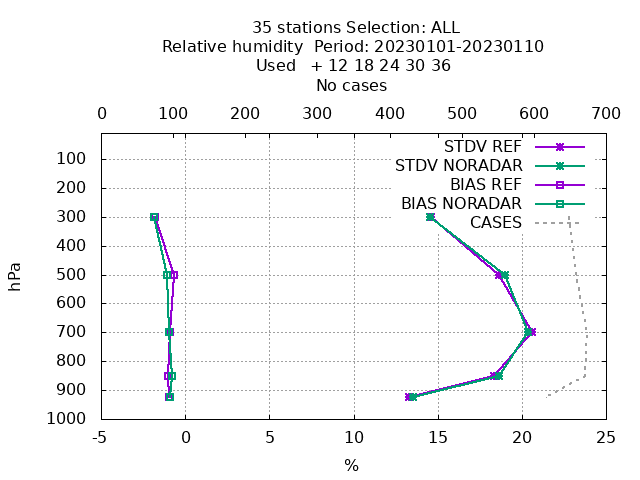 35 stations Selection: ALL
Relative humidity  Period: 20230101-20230110
Used   + 12 18 24 30 36
No cases
0 100 200 300 400 500 600 700
STDV REF
STDV NORADAR
BIAS REF
BIAS NORADAR
CASES
hPa
100
200
300
400
500
600
700
800
900
1000
-5 0 5 10 15 20 25
%